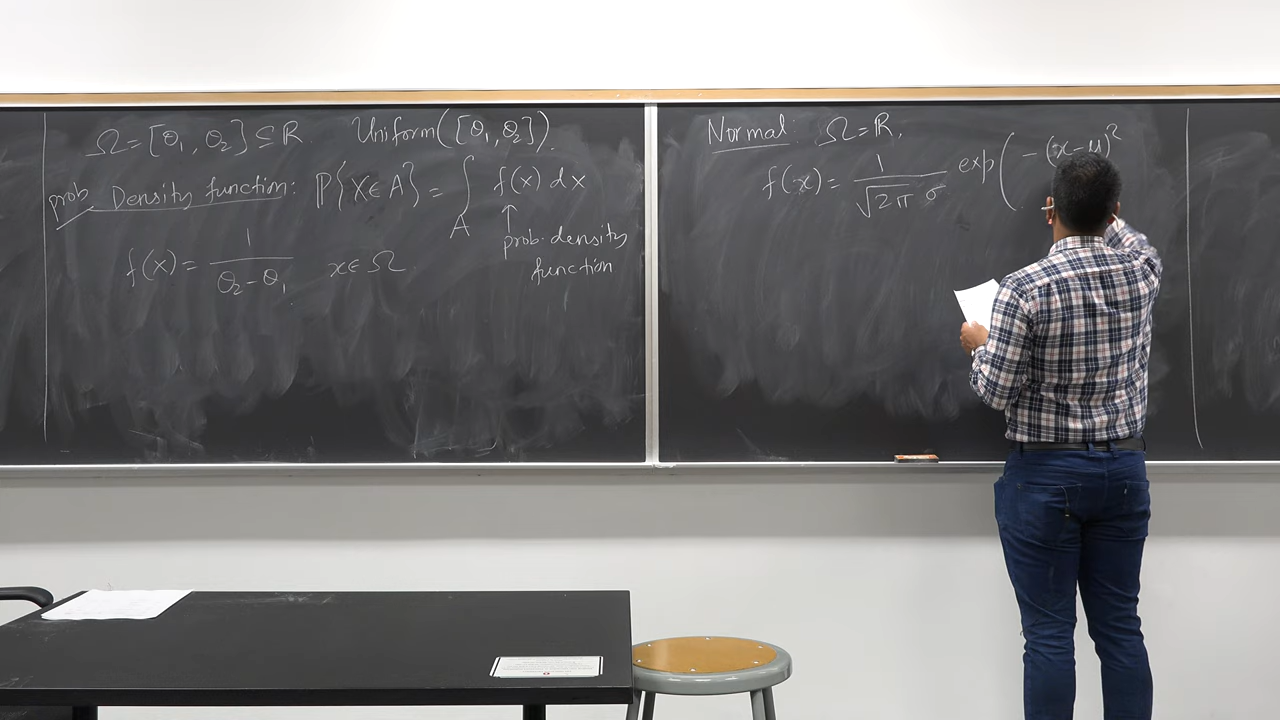 Ω = [θ₁, θ₂] ⊆ ℝ. Uniform([θ₁, θ₂]).
prob Density function: ℙ{X ∈ A} = ∫_A f(x) dx
prob. density
function
f(x) = 1/(θ₂ - θ₁) x ∈ Ω.
Normal: Ω = ℝ,
f(x) = 1/(√2π σ) exp( -(x-μ)²